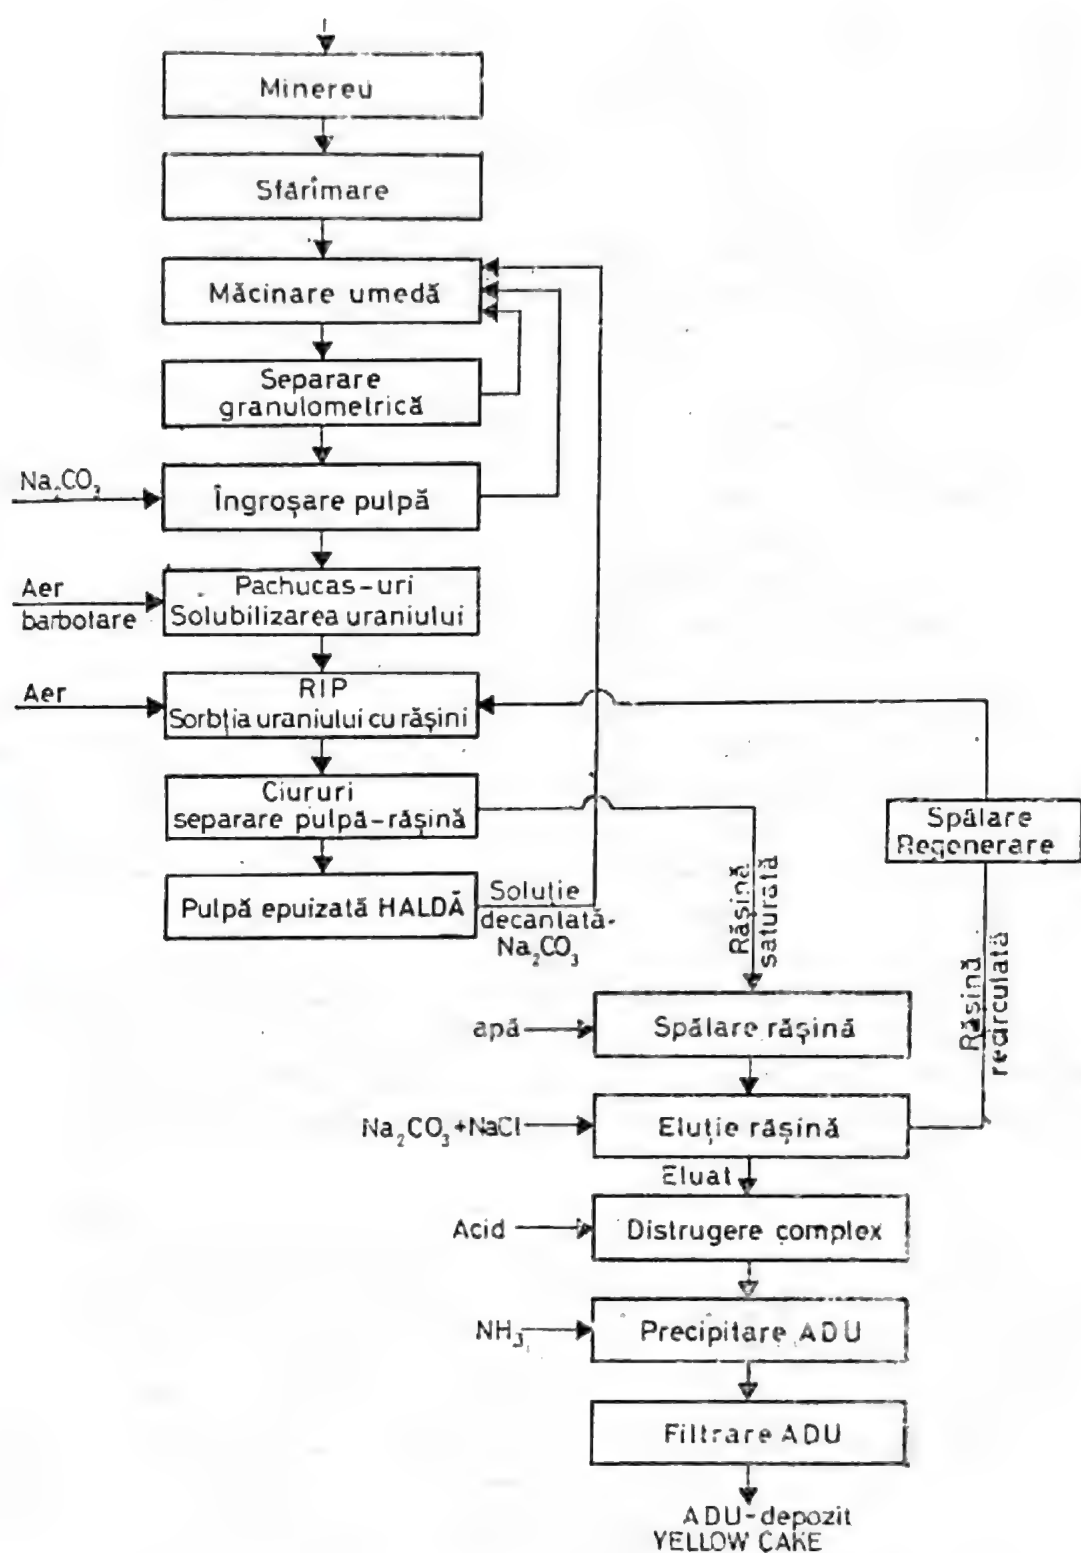 Minereu
Sfărîmare
Măcinare umedă
Separare
granulometrică
Na₂CO₃
Îngroșare pulpă
Aer
barbotare
Pachucas-uri
Solubilizarea uraniului
Aer
RIP
Sorbția uraniului cu rășini
Ciururi
separare pulpă-rășină
Spălare
Regenerare
Pulpă epuizată HALDĂ
Soluție
decantată-
Na₂CO₃
Rășină
saturată
Rășină
recirculată
apă
Spălare rășină
Na₂CO₃+NaCl
Eluție rășină
Eluat
Acid
Distrugere complex
NH₃
Precipitare ADU
Filtrare ADU
ADU-depozit
YELLOW CAKE